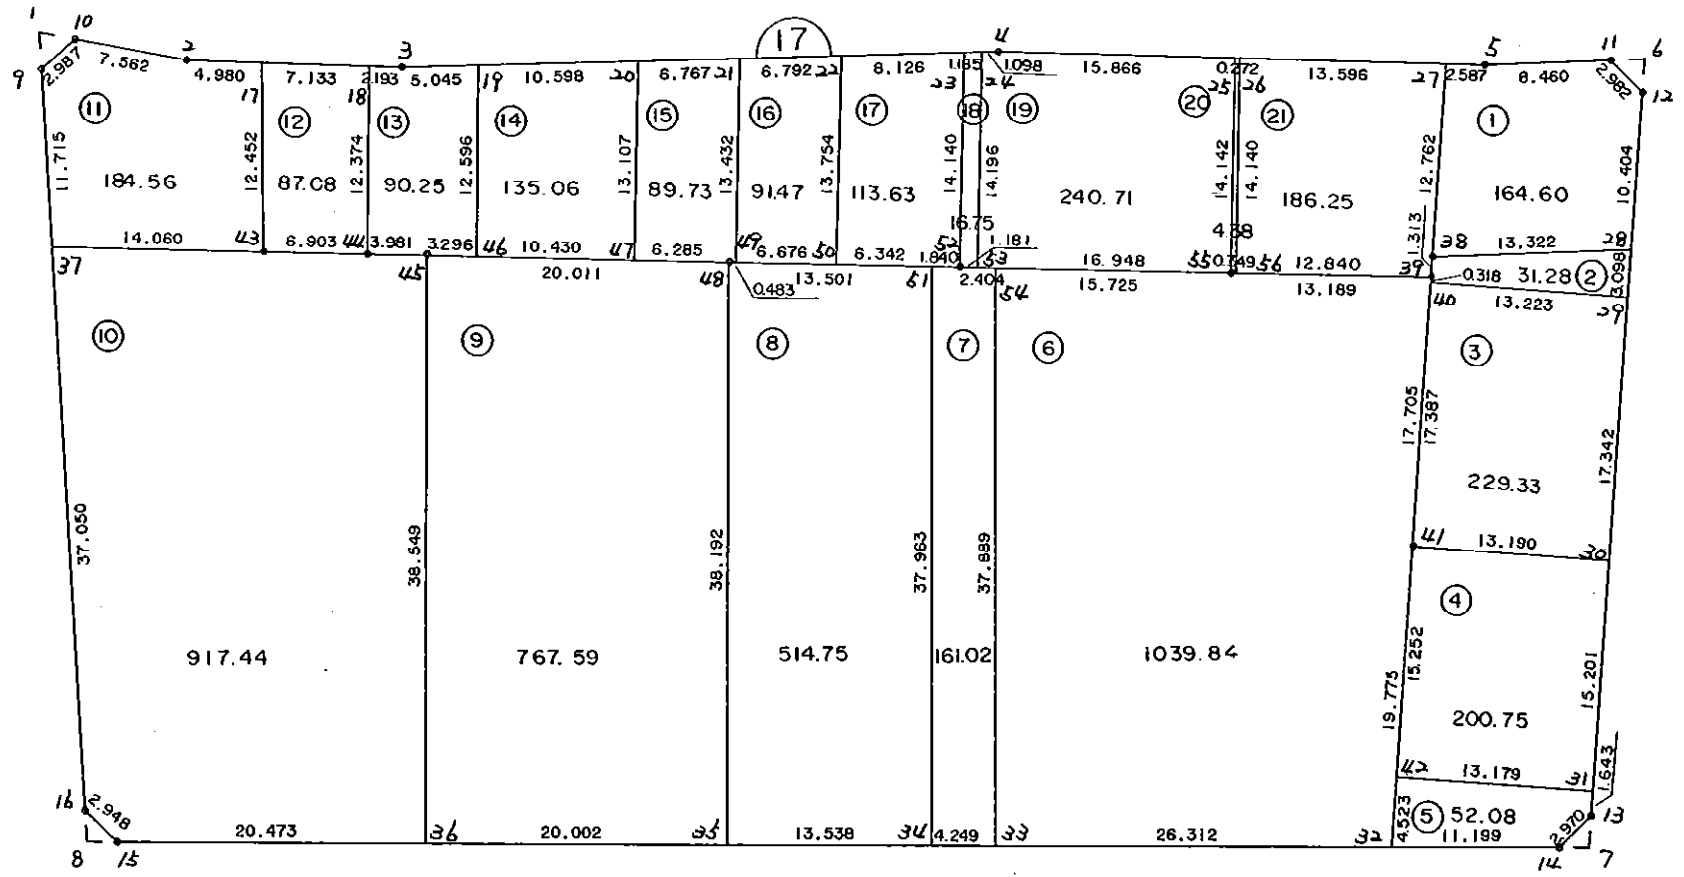 1 10 2 3 17 4 5 11 6
9 2.987 7.562 4.980 7.133 2.193 5.045 19 10.598 20 6.767 21 6.792 22 8.126 1.185 1.098 15.866 0.272 13.596 27 2.587 8.460 2.982 12
17 18 23 24 25 26
⑪ ⑫ ⑬ ⑭ ⑮ ⑯ ⑰ ⑱ ⑲ ⑳ ㉑ ①
11.715 12.452 12.374 12.596 13.107 13.432 13.754 14.140 14.196 14.142 14.140 12.762 10.404
184.56 87.08 90.25 135.06 89.73 91.47 113.63 16.75 240.71 4.38 186.25 164.60
1.313
37 14.060 43 6.903 44 3.981 3.296 46 10.430 47 6.285 49 6.676 50 6.342 52 1.840 1.181 53 16.948 55 0.349 56 12.840 39 38 13.322 28
45 20.011 48 0.483 13.501 51 2.404 54 15.725 13.189 0.318 31.28 ② 3.098
40 13.223 29
⑩ ⑨ ⑧ ⑦ ⑥ ③
17.705 17.387 17.342
229.33
37.050 38.549 38.192 37.963 37.889
41 13.190 30
④
917.44 767.59 514.75 161.02 1039.84
15.252 19.775 15.201
200.75
42 13.179 31 1.643
16 2.948 4.523 ⑤ 52.08 13
20.473 36 20.002 35 13.538 34 4.249 33 26.312 32 11.199 2.970
8 15 14 7